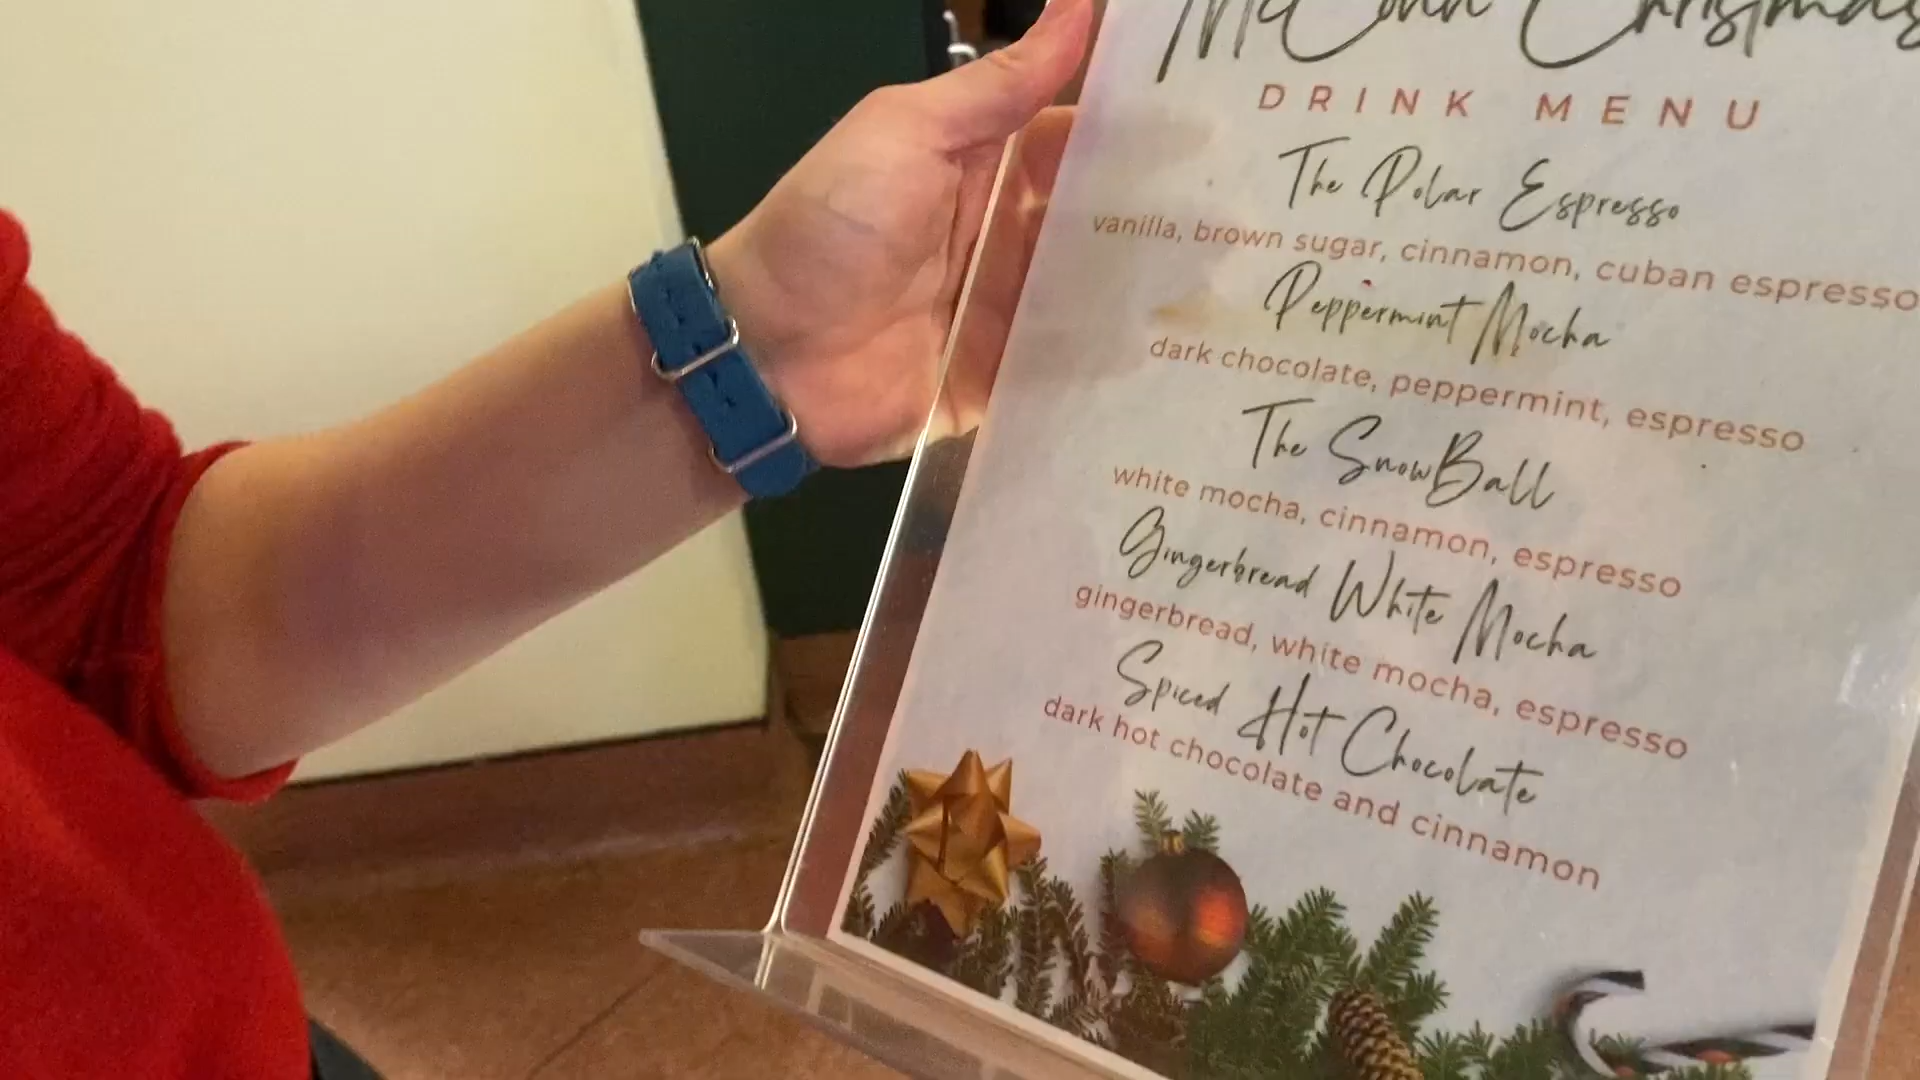 McConn Christmas
DRINK MENU
The Polar Espresso
vanilla, brown sugar, cinnamon, cuban espresso
Peppermint Mocha
dark chocolate, peppermint, espresso
The SnowBall
white mocha, cinnamon, espresso
Gingerbread White Mocha
gingerbread, white mocha, espresso
Spiced Hot Chocolate
dark hot chocolate and cinnamon